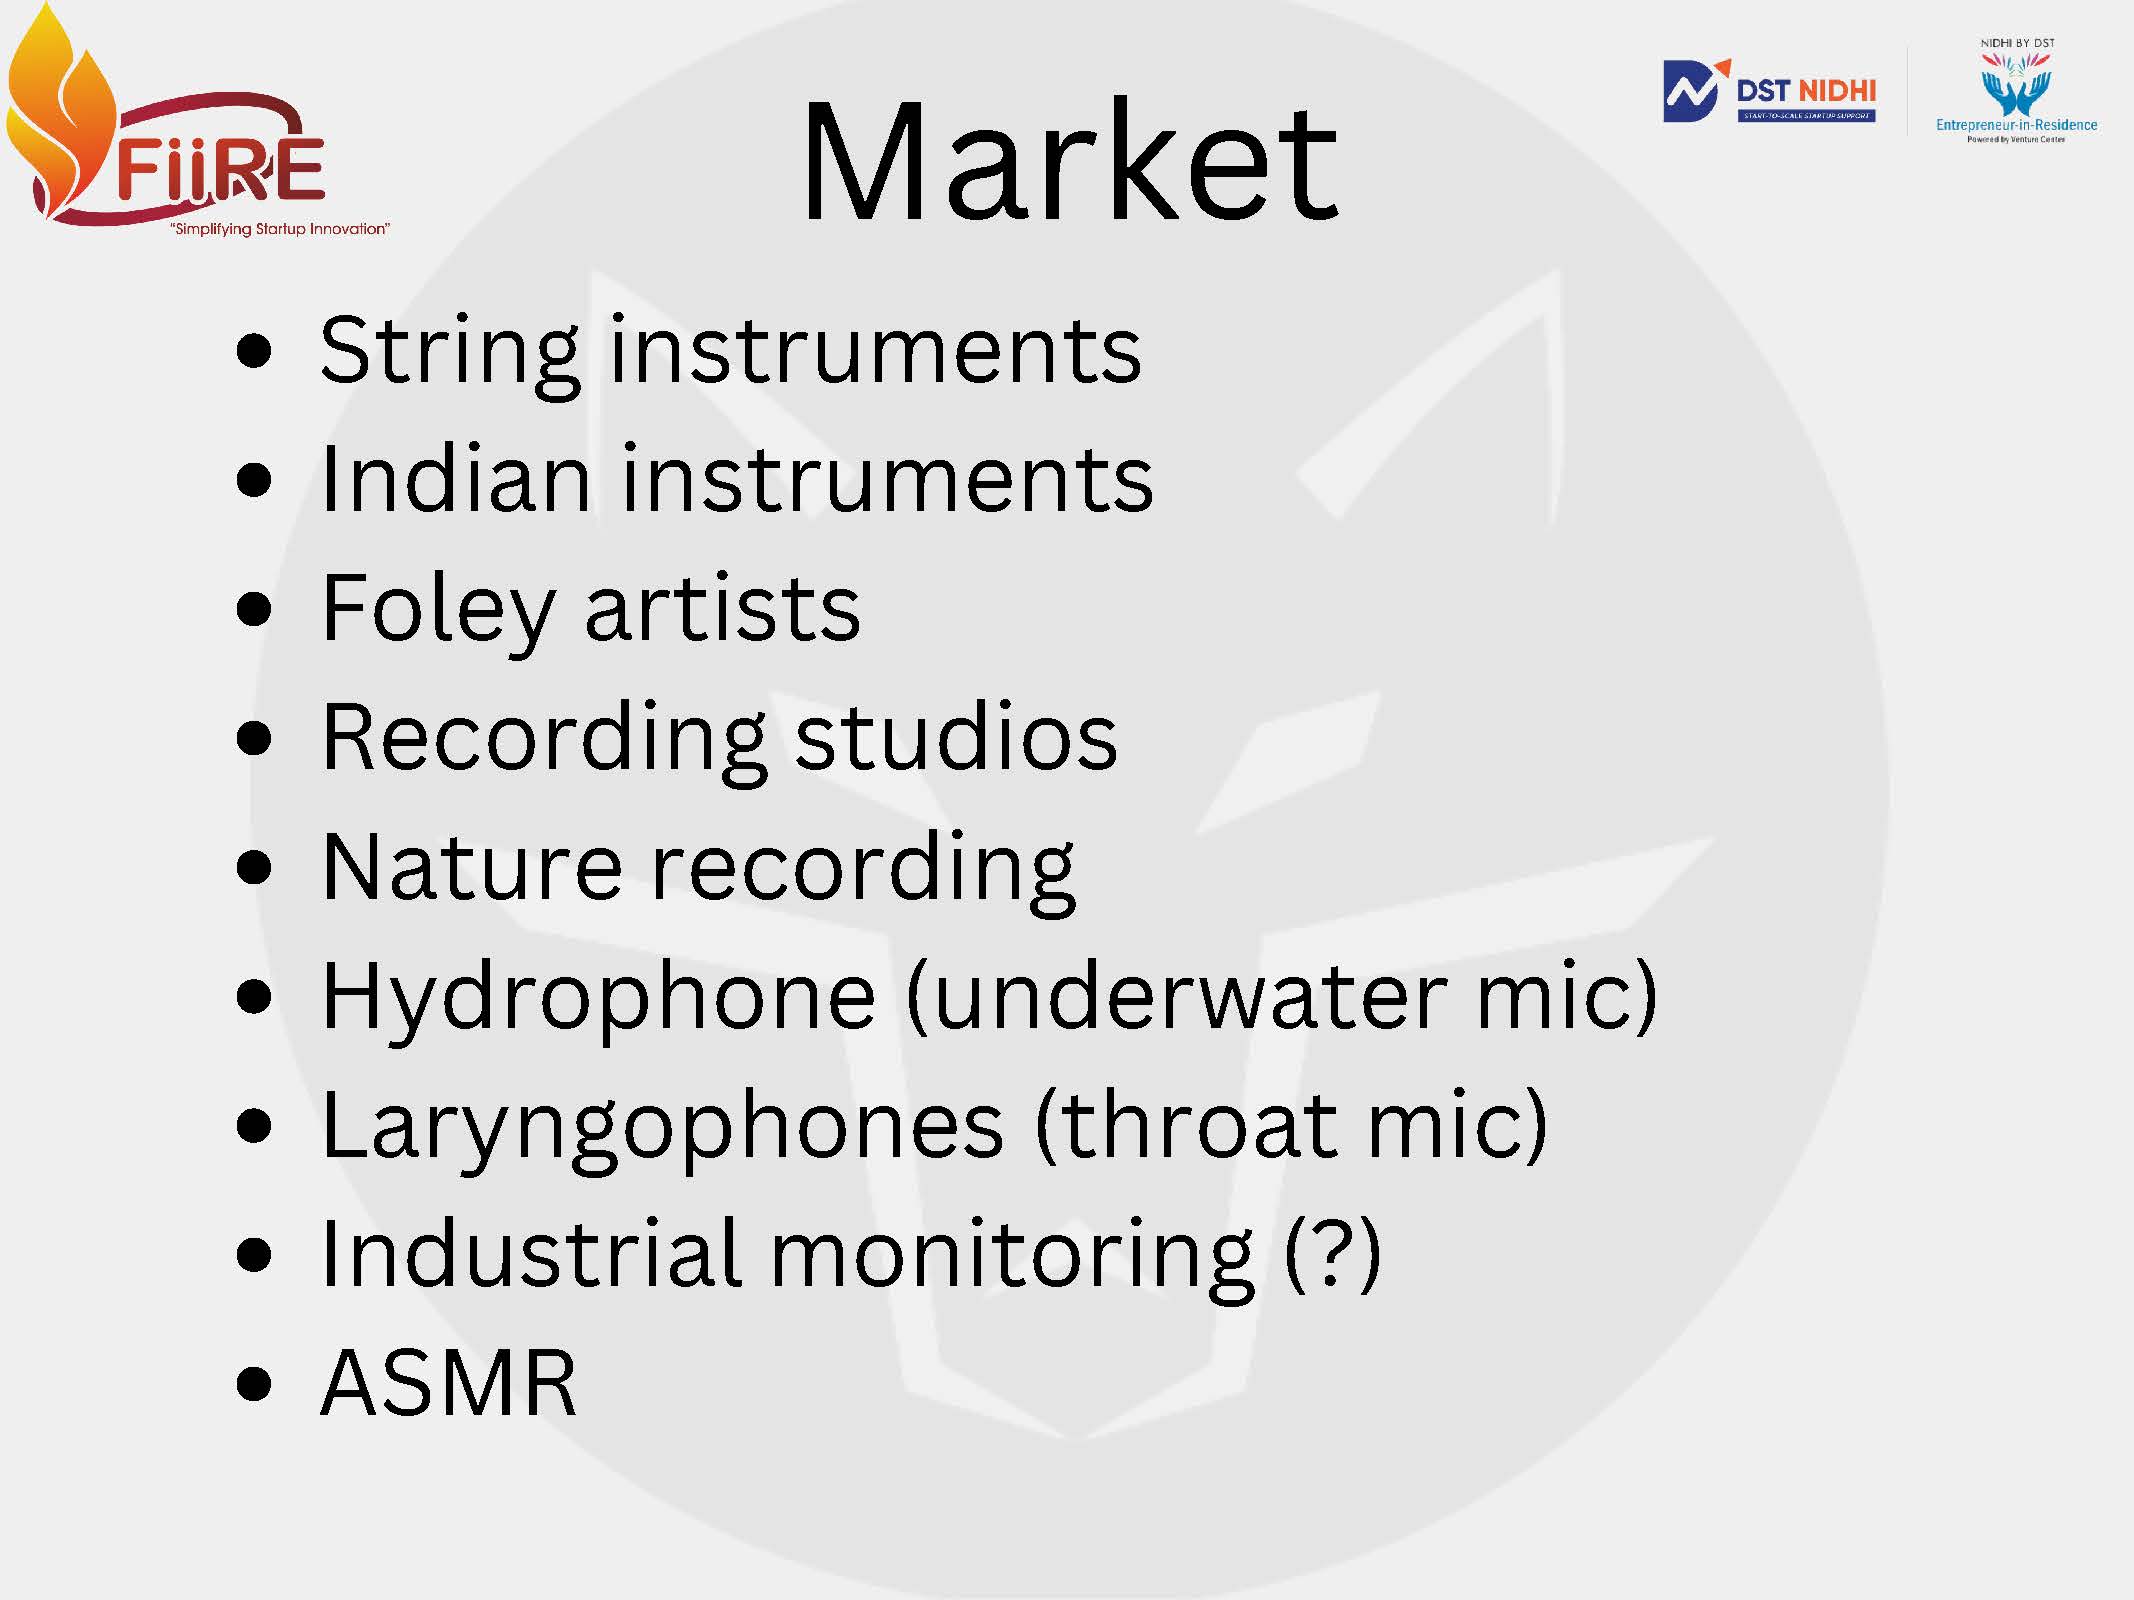 FiiRE
"Simplifying Startup Innovation"
Market
DST NIDHI
START-TO-SCALE STARTUP SUPPORT
NIDHI BY DST
Entrepreneur-in-Residence
Powered by Venture Center
• String instruments
• Indian instruments
• Foley artists
• Recording studios
• Nature recording
• Hydrophone (underwater mic)
• Laryngophones (throat mic)
• Industrial monitoring (?)
• ASMR